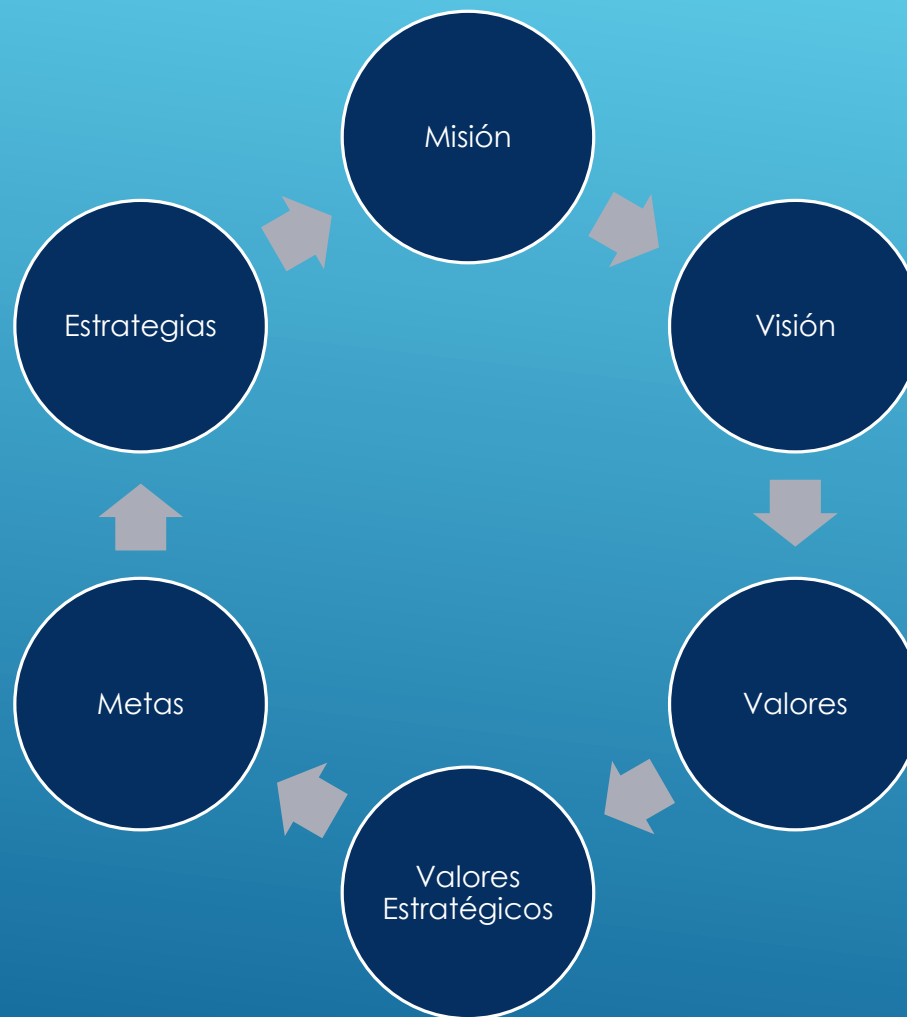 Misión
Visión
Valores
Valores
Estratégicos
Metas
Estrategias